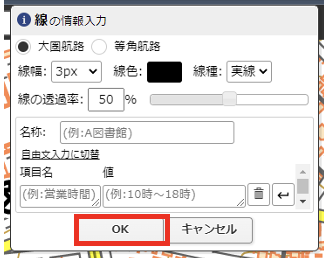 線の情報入力
大圏航路 等角航路
線幅: 3px 線色: 線種: 実線
線の透過率: 50 %
名称: (例:A図書館)
自由文入力に切替
項目名 値
(例:営業時間) (例:10時～18時)
OK キャンセル